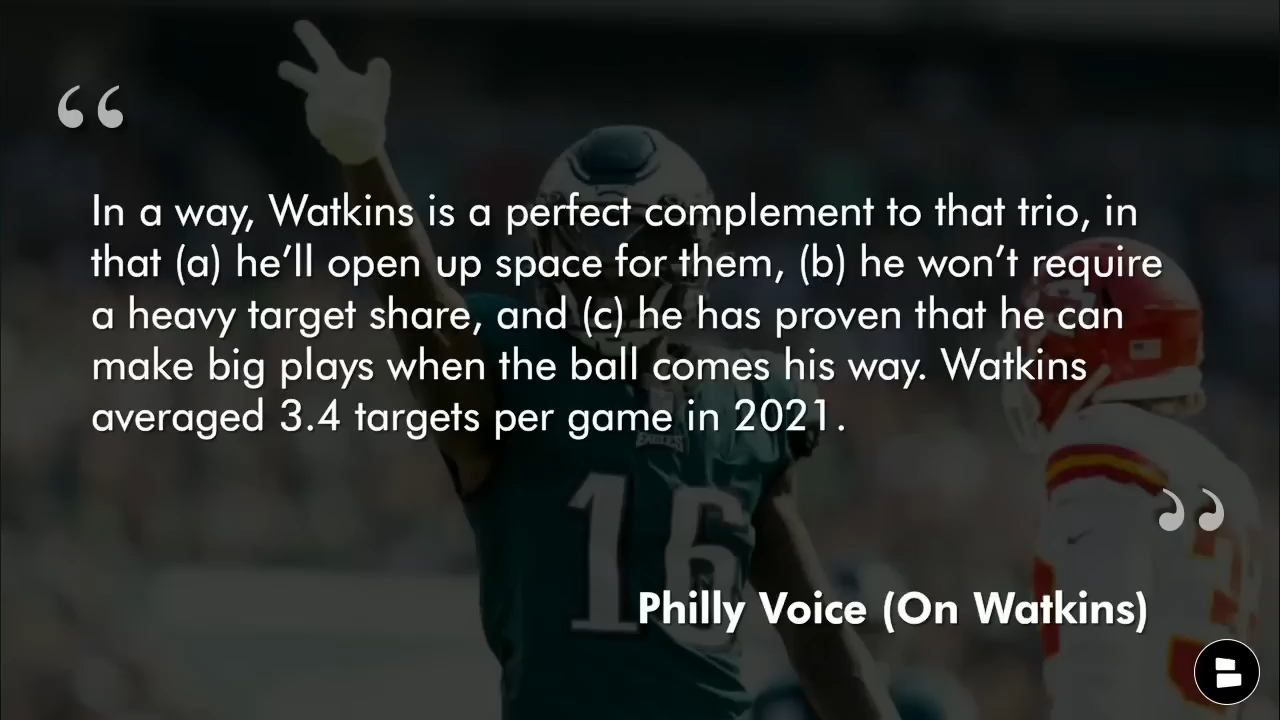 “
In a way, Watkins is a perfect complement to that trio, in
that (a) he’ll open up space for them, (b) he won’t require
a heavy target share, and (c) he has proven that he can
make big plays when the ball comes his way. Watkins
averaged 3.4 targets per game in 2021.
”
EAGLES
16
Philly Voice (On Watkins)